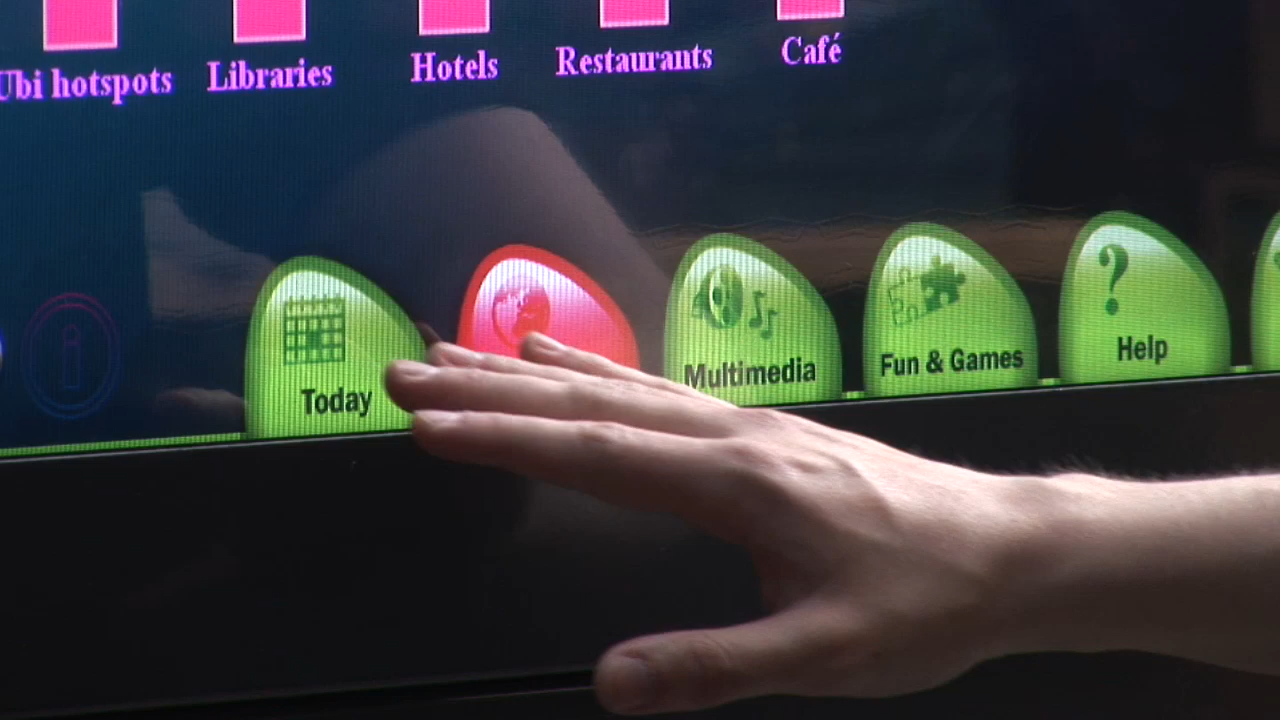 Ubi hotspots
Libraries
Hotels
Restaurants
Café
Today
Multimedia
Fun & Games
Help